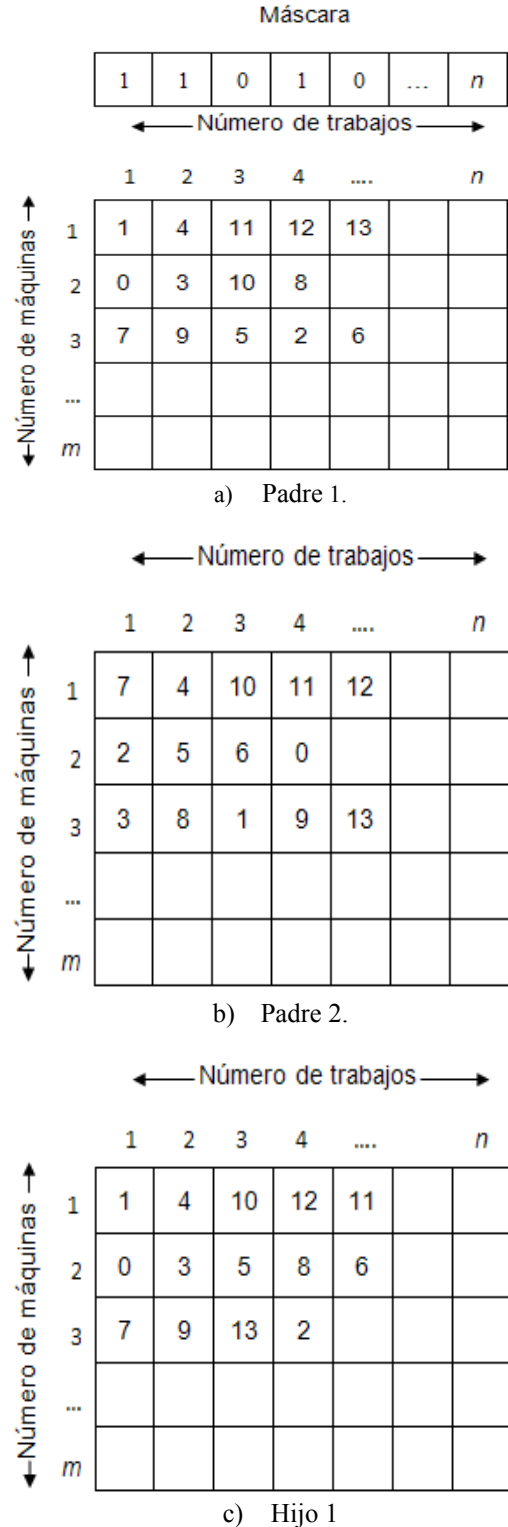 Máscara
1 1 0 1 0 ... n
Número de trabajos
1 2 3 4 .... n
Número de máquinas
1 1 4 11 12 13
2 0 3 10 8
3 7 9 5 2 6
...
m
a) Padre 1.
Número de trabajos
1 2 3 4 .... n
Número de máquinas
1 7 4 10 11 12
2 2 5 6 0
3 3 8 1 9 13
...
m
b) Padre 2.
Número de trabajos
1 2 3 4 .... n
Número de máquinas
1 1 4 10 12 11
2 0 3 5 8 6
3 7 9 13 2
...
m
c) Hijo 1